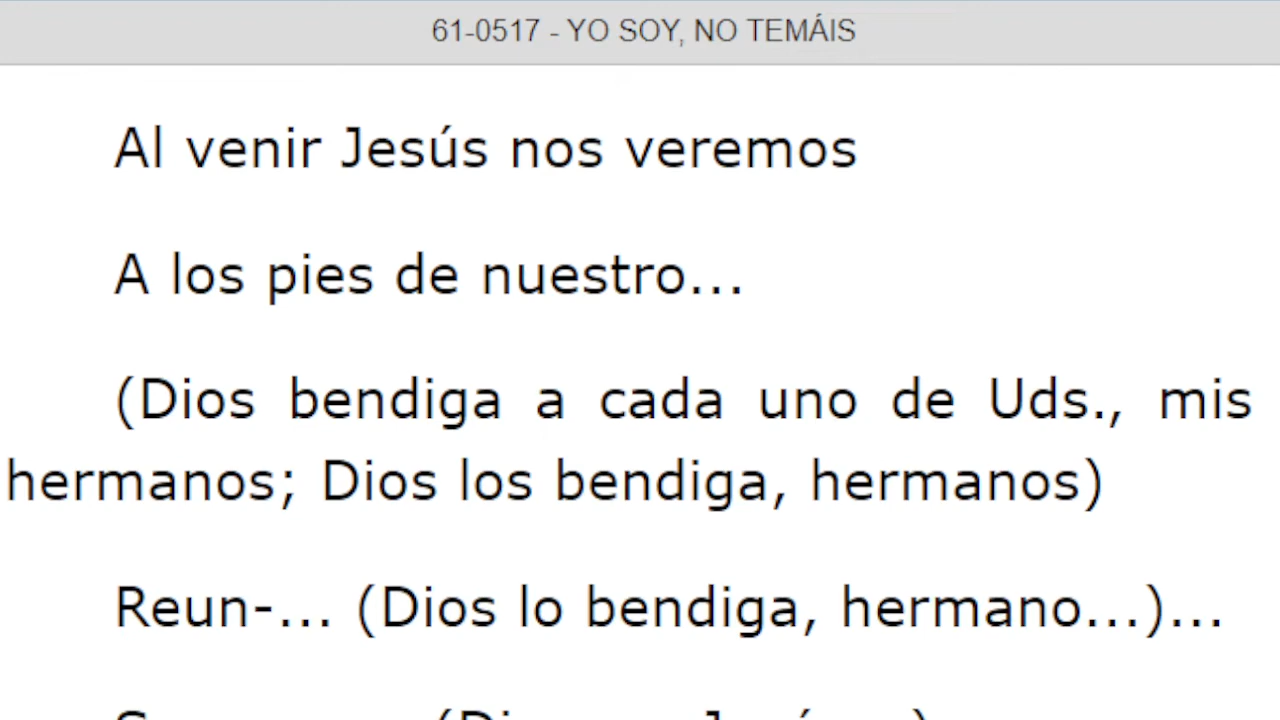 61-0517 - YO SOY, NO TEMÁIS
Al venir Jesús nos veremos
A los pies de nuestro...
(Dios bendiga a cada uno de Uds., mis
hermanos; Dios los bendiga, hermanos)
Reun-... (Dios lo bendiga, hermano...)...